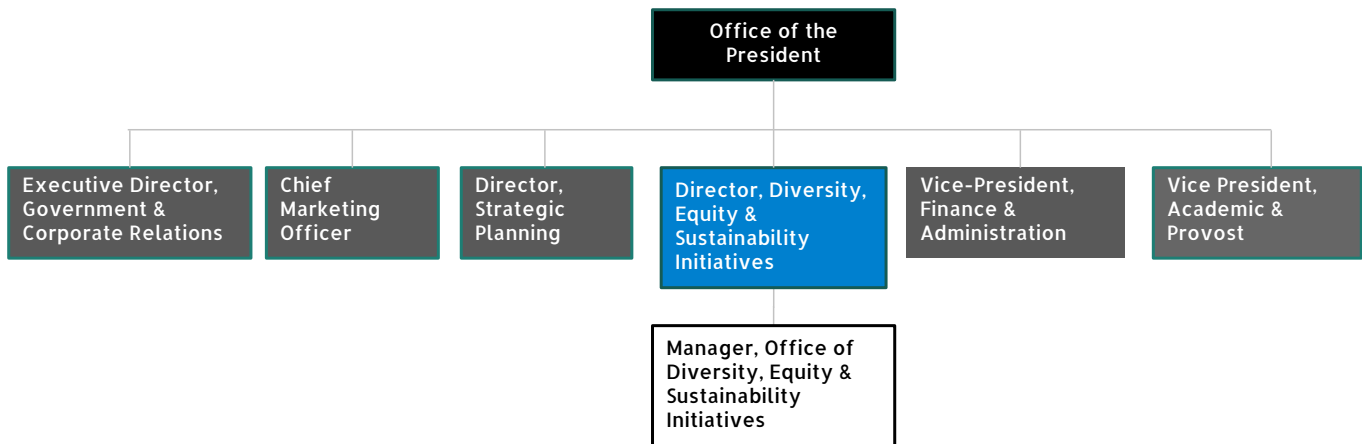 Office of the
President
Executive Director,
Government &
Corporate Relations
Chief
Marketing
Officer
Director,
Strategic
Planning
Director, Diversity,
Equity &
Sustainability
Initiatives
Vice-President,
Finance &
Administration
Vice President,
Academic &
Provost
Manager, Office of
Diversity, Equity &
Sustainability
Initiatives